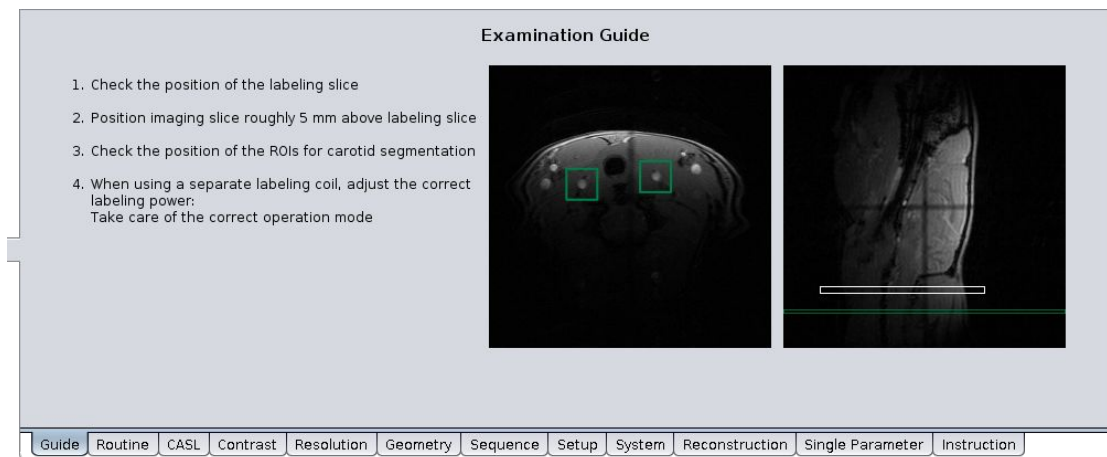 Examination Guide
1. Check the position of the labeling slice
2. Position imaging slice roughly 5 mm above labeling slice
3. Check the position of the ROIs for carotid segmentation
4. When using a separate labeling coil, adjust the correct
labeling power:
Take care of the correct operation mode
Guide Routine CASL Contrast Resolution Geometry Sequence Setup System Reconstruction Single Parameter Instruction